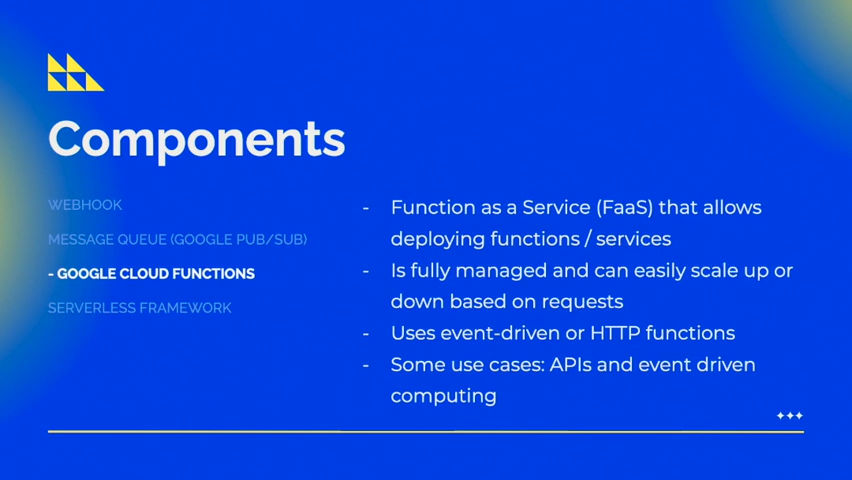 Components
WEBHOOK
MESSAGE QUEUE (GOOGLE PUB/SUB)
- GOOGLE CLOUD FUNCTIONS
SERVERLESS FRAMEWORK
- Function as a Service (FaaS) that allows
deploying functions / services
- Is fully managed and can easily scale up or
down based on requests
- Uses event-driven or HTTP functions
- Some use cases: APIs and event driven
computing